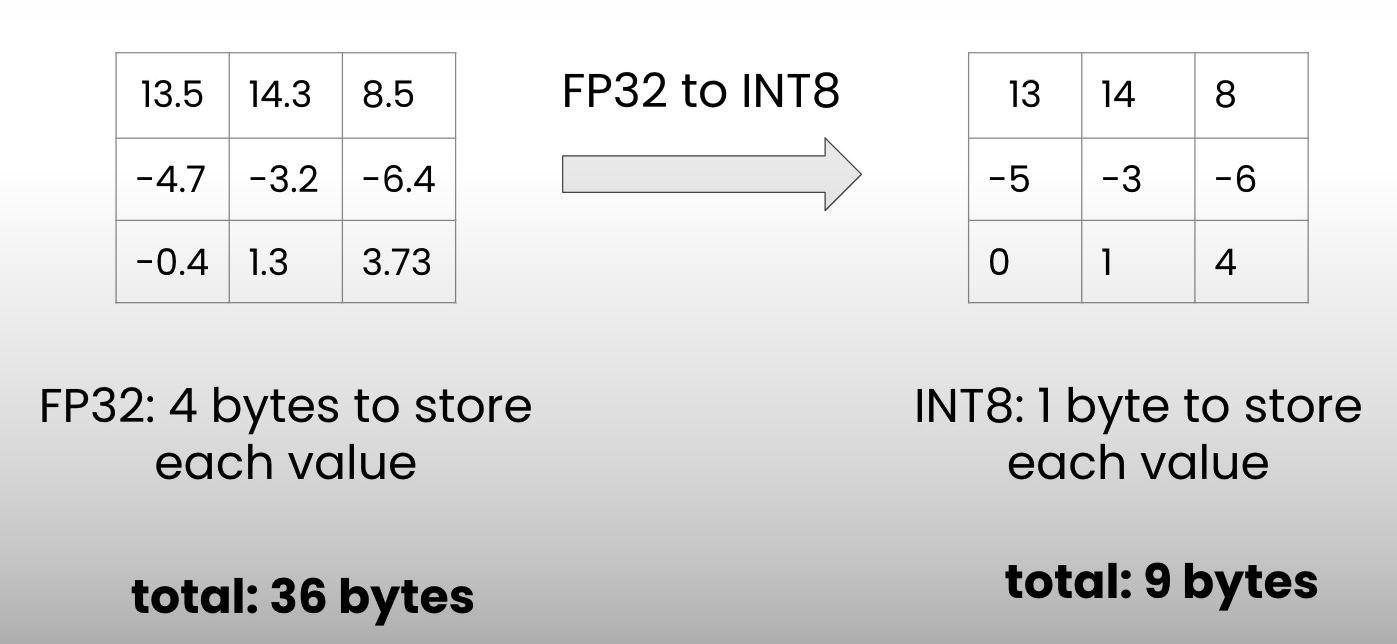 13.5 14.3 8.5
-4.7 -3.2 -6.4
-0.4 1.3 3.73
FP32 to INT8
13 14 8
-5 -3 -6
0 1 4
FP32: 4 bytes to store
each value
total: 36 bytes
INT8: 1 byte to store
each value
total: 9 bytes